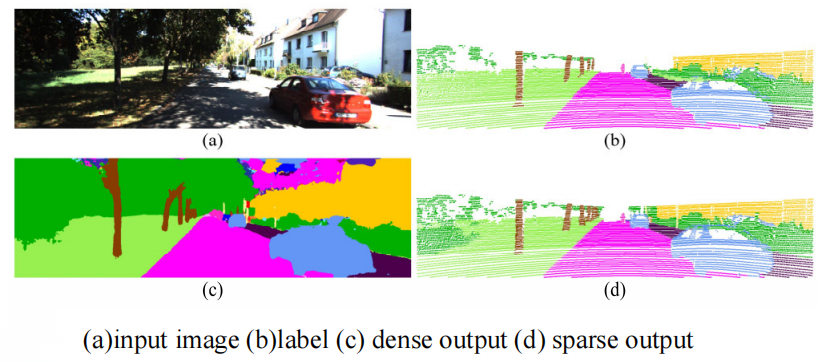 (a)
(b)
(c)
(d)
(a)input image (b)label (c) dense output (d) sparse output